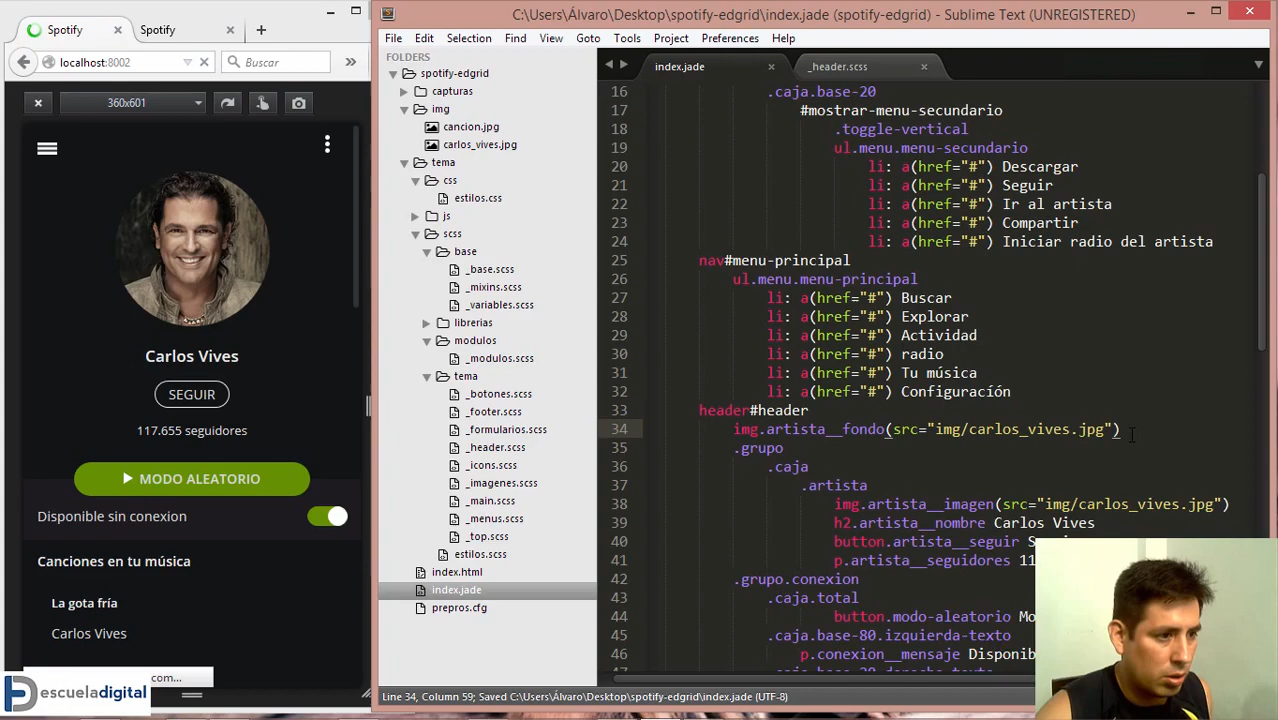 Spotify × Spotify × +
localhost:8002 Buscar »
× 360x601
Carlos Vives
SEGUIR
117.655 seguidores
MODO ALEATORIO
Disponible sin conexion
Canciones en tu música
La gota fría
Carlos Vives
com...
escueladigital
C:\Users\Álvaro\Desktop\spotify-edgrid\index.jade (spotify-edgrid) - Sublime Text (UNREGISTERED)
File Edit Selection Find View Goto Tools Project Preferences Help
FOLDERS
spotify-edgrid
capturas
img
cancion.jpg
carlos_vives.jpg
tema
css
estilos.css
js
scss
base
_base.scss
_mixins.scss
_variables.scss
librerias
modulos
_modulos.scss
tema
_botones.scss
_footer.scss
_formularios.scss
_header.scss
_icons.scss
_imagenes.scss
_main.scss
_menus.scss
_top.scss
estilos.scss
index.html
index.jade
prepros.cfg
index.jade × _header.scss ×
16 .caja.base-20
17 #mostrar-menu-secundario
18 .toggle-vertical
19 ul.menu.menu-secundario
20 li: a(href="#") Descargar
21 li: a(href="#") Seguir
22 li: a(href="#") Ir al artista
23 li: a(href="#") Compartir
24 li: a(href="#") Iniciar radio del artista
25 nav#menu-principal
26 ul.menu.menu-principal
27 li: a(href="#") Buscar
28 li: a(href="#") Explorar
29 li: a(href="#") Actividad
30 li: a(href="#") radio
31 li: a(href="#") Tu música
32 li: a(href="#") Configuracíón
33 header#header
34 img.artista__fondo(src="img/carlos_vives.jpg")
35 .grupo
36 .caja
37 .artista
38 img.artista__imagen(src="img/carlos_vives.jpg")
39 h2.artista__nombre Carlos Vives
40 button.artista__seguir S
41 p.artista__seguidores 11
42 .grupo.conexion
43 .caja.total
44 button.modo-aleatorio Mo
45 .caja.base-80.izquierda-texto
46 p.conexion__mensaje Disponib
Line 34, Column 59; Saved C:\Users\Álvaro\Desktop\spotify-edgrid\index.jade (UTF-8)